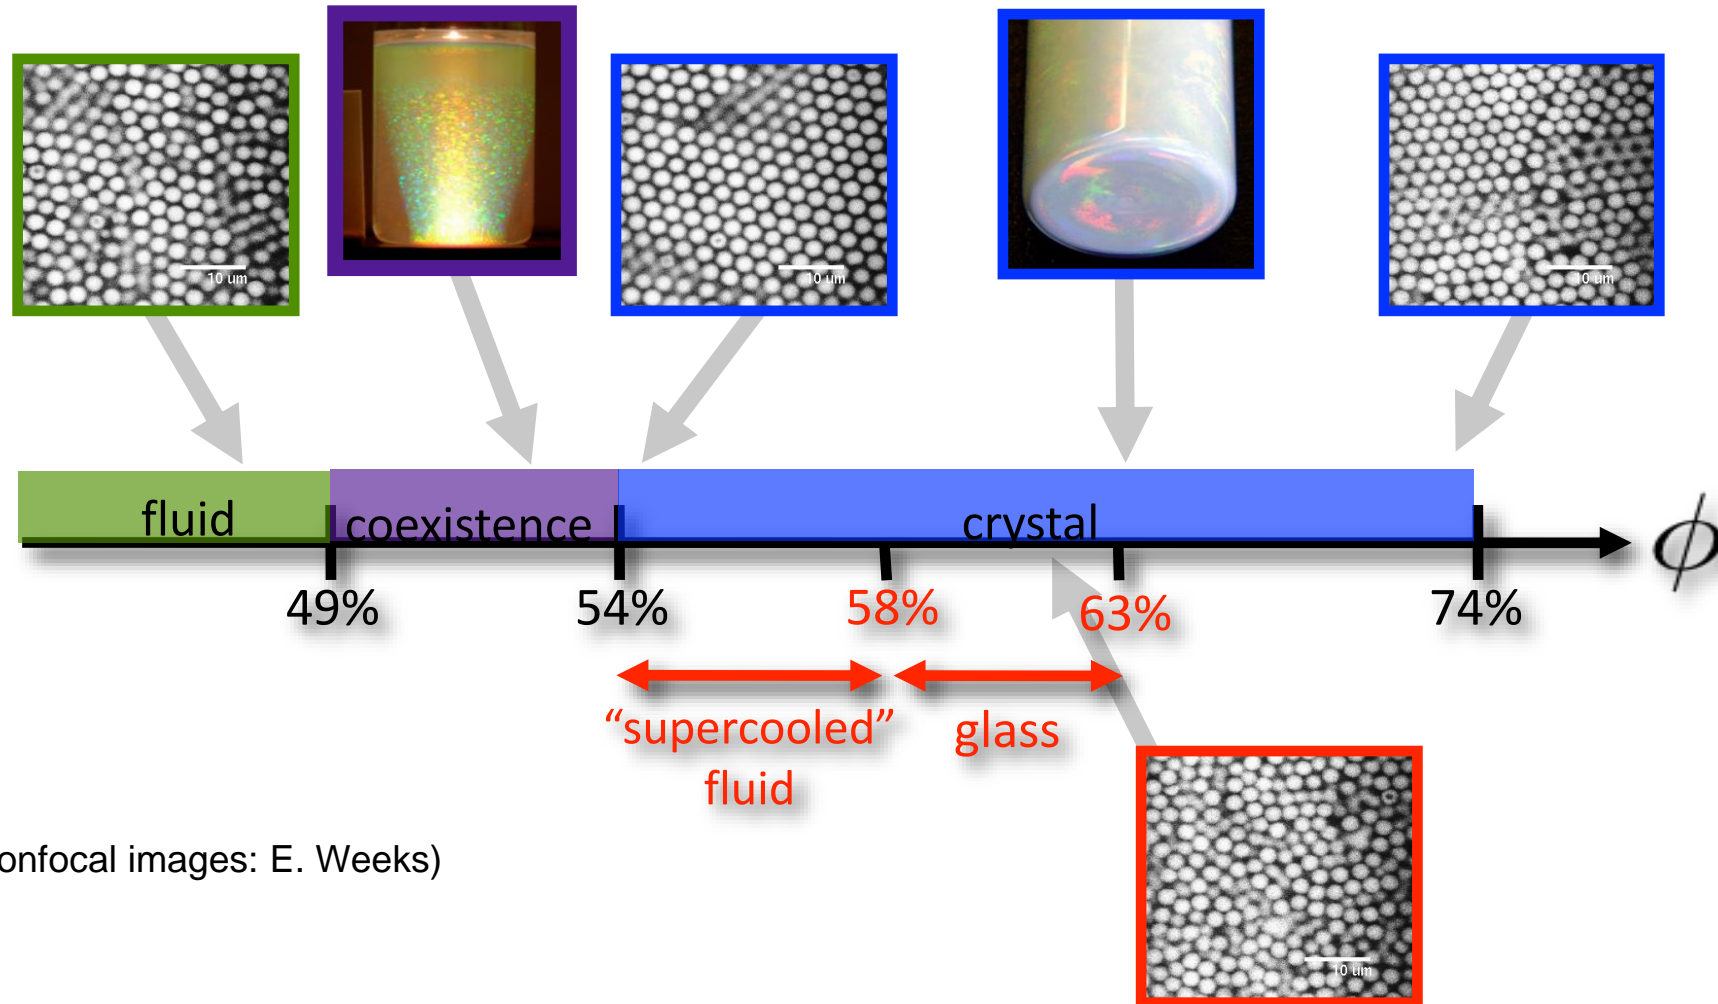 10 um
10 um
10 um
fluid
coexistence
crystal
ϕ
49%
54%
58%
63%
74%
“supercooled”
fluid
glass
onfocal images: E. Weeks)
10 um